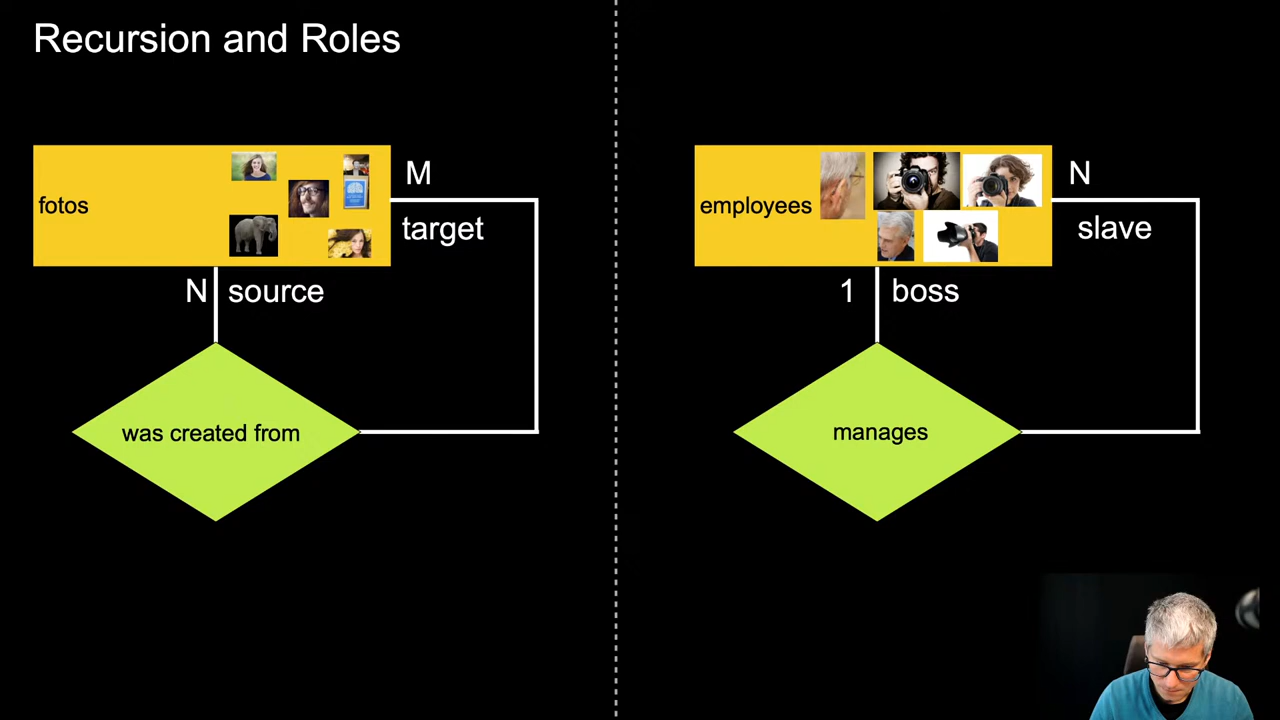 Recursion and Roles
fotos
M
target
N source
was created from
employees
N
slave
1 boss
manages